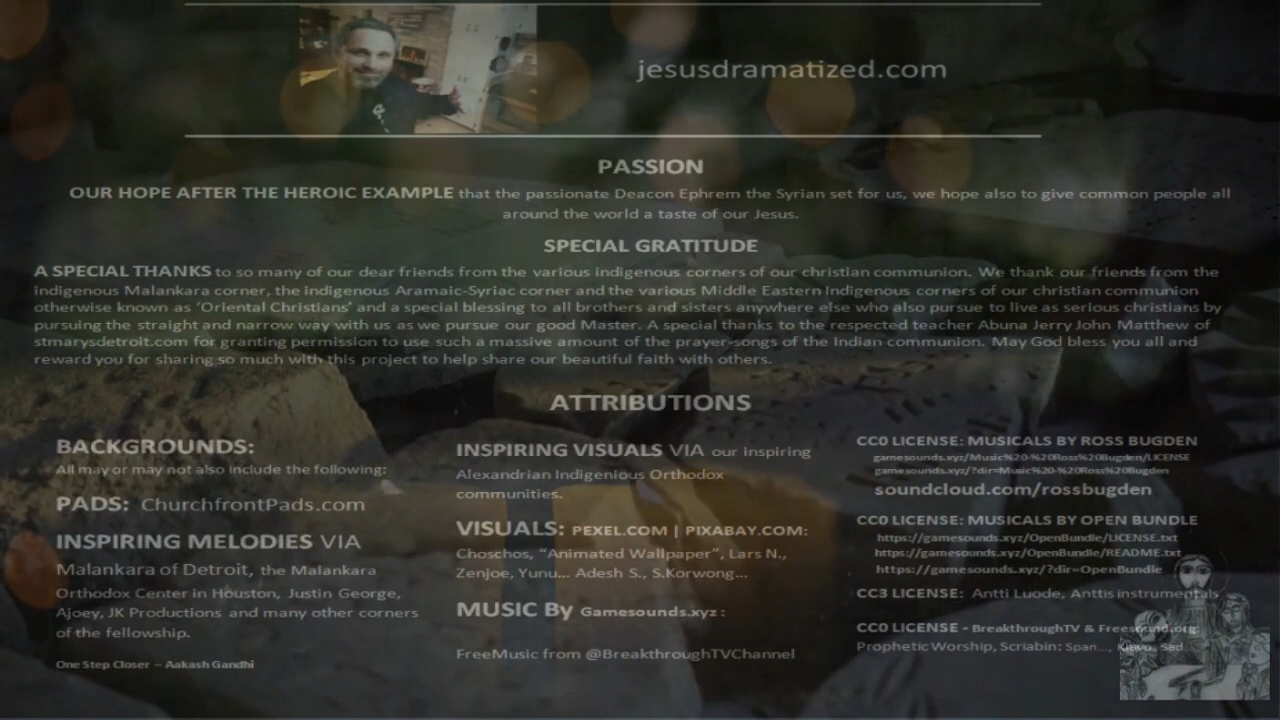 jesusdramatized.com
PASSION
OUR HOPE AFTER THE HEROIC EXAMPLE that the passionate Deacon Ephrem the Syrian set for us, we hope also to give common people all
around the world a taste of our Jesus.
SPECIAL GRATITUDE
A SPECIAL THANKS to so many of our dear friends from the various indigenous corners of our christian communion. We thank our friends from the
indigenous Malankara corner, the indigenous Aramaic-Syriac corner and the various Middle Eastern Indigenous corners of our christian communion
otherwise known as ‘Oriental Christians’ and a special blessing to all brothers and sisters anywhere else who also pursue to live as serious christians by
pursuing the straight and narrow way with us as we pursue our good Master. A special thanks to the respected teacher Abuna Jerry John Matthew of
stmarysdetroit.com for granting permission to use such a massive amount of the prayer-songs of the Indian communion. May God bless you all and
reward you for sharing so much with this project to help share our beautiful faith with others.
ATTRIBUTIONS
BACKGROUNDS:
All may or may not also include the following:
PADS: ChurchfrontPads.com
INSPIRING MELODIES VIA
Malankara of Detroit, the Malankara
Orthodox Center in Houston, Justin George,
Ajoey, JK Productions and many other corners
of the fellowship.
One Step Closer – Aakash Gandhi
INSPIRING VISUALS VIA our inspiring
Alexandrian Indigenious Orthodox
communities.
VISUALS: PEXEL.COM | PIXABAY.COM:
Choschos, “Animated Wallpaper”, Lars N.,
Zenjoe, Yunu... Adesh S., S.Korwong...
MUSIC By Gamesounds.xyz :
FreeMusic from @BreakthroughTVChannel
CC0 LICENSE: MUSICALS BY ROSS BUGDEN
gamesounds.xyz/Music%20-%20Ross%20Bugden/LICENSE
gamesounds.xyz/?dir=Music%20-%20Ross%20Bugden
soundcloud.com/rossbugden
CC0 LICENSE: MUSICALS BY OPEN BUNDLE
https://gamesounds.xyz/OpenBundle/LICENSE.txt
https://gamesounds.xyz/OpenBundle/README.txt
https://gamesounds.xyz/?dir=OpenBundle
CC3 LICENSE: Antti Luode, Anttis instrumentals
CC0 LICENSE - BreakthroughTV & Freesound.org:
Prophetic Worship, Scriabin: Span..., Sad